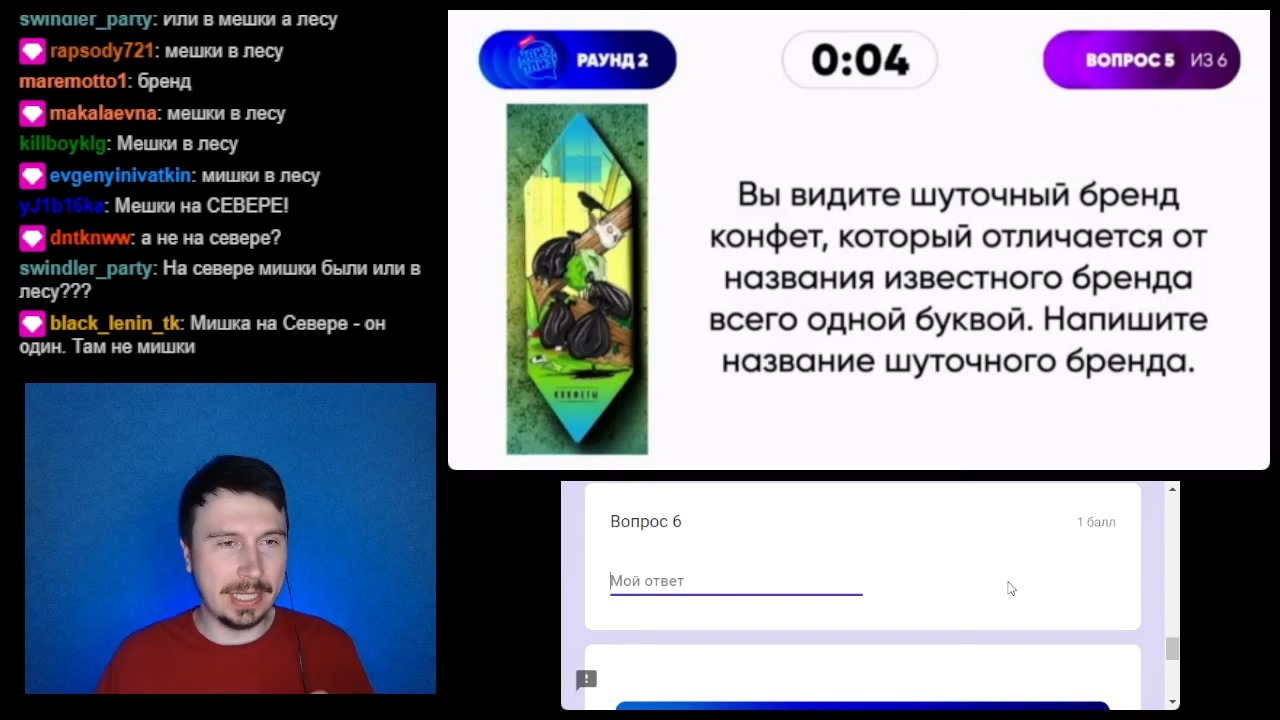 swindler_party: Или в мешки а лесу
rapsody721: мешки в лесу
maremotto1: бренд
makalaevna: мешки в лесу
killboyklg: Мешки в лесу
evgenyinivatkin: мишки в лесу
yJ1b16ka: Мешки на СЕВЕРЕ!
dntknww: а не на севере?
swindler_party: На севере мишки были или в
лесу???
black_lenin_tk: Мишка на Севере - он
один. Там не мишки
РАУНД 2
0:04
ВОПРОС 5 ИЗ 6
Вы видите шуточный бренд
конфет, который отличается от
названия известного бренда
всего одной буквой. Напишите
название шуточного бренда.
КОНФЕТЫ
Вопрос 6
1 балл
Мой ответ